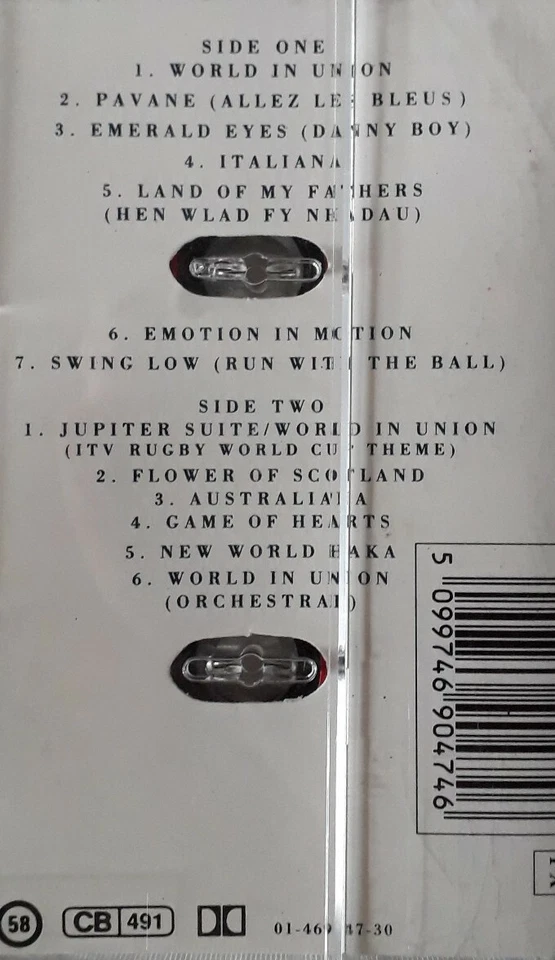 SIDE ONE
1. WORLD IN UNION
2. PAVANE (ALLEZ LES BLEUS)
3. EMERALD EYES (DANNY BOY)
4. ITALIANA
5. LAND OF MY FATHERS
(HEN WLAD FY NHADAU)
6. EMOTION IN MOTION
7. SWING LOW (RUN WITH THE BALL)
SIDE TWO
1. JUPITER SUITE/WORLD IN UNION
(ITV RUGBY WORLD CUP THEME)
2. FLOWER OF SCOTLAND
3. AUSTRALIANA
4. GAME OF HEARTS
5. NEW WORLD HAKA
6. WORLD IN UNION
(ORCHESTRAL)
5 099746 904746
58 CB 491